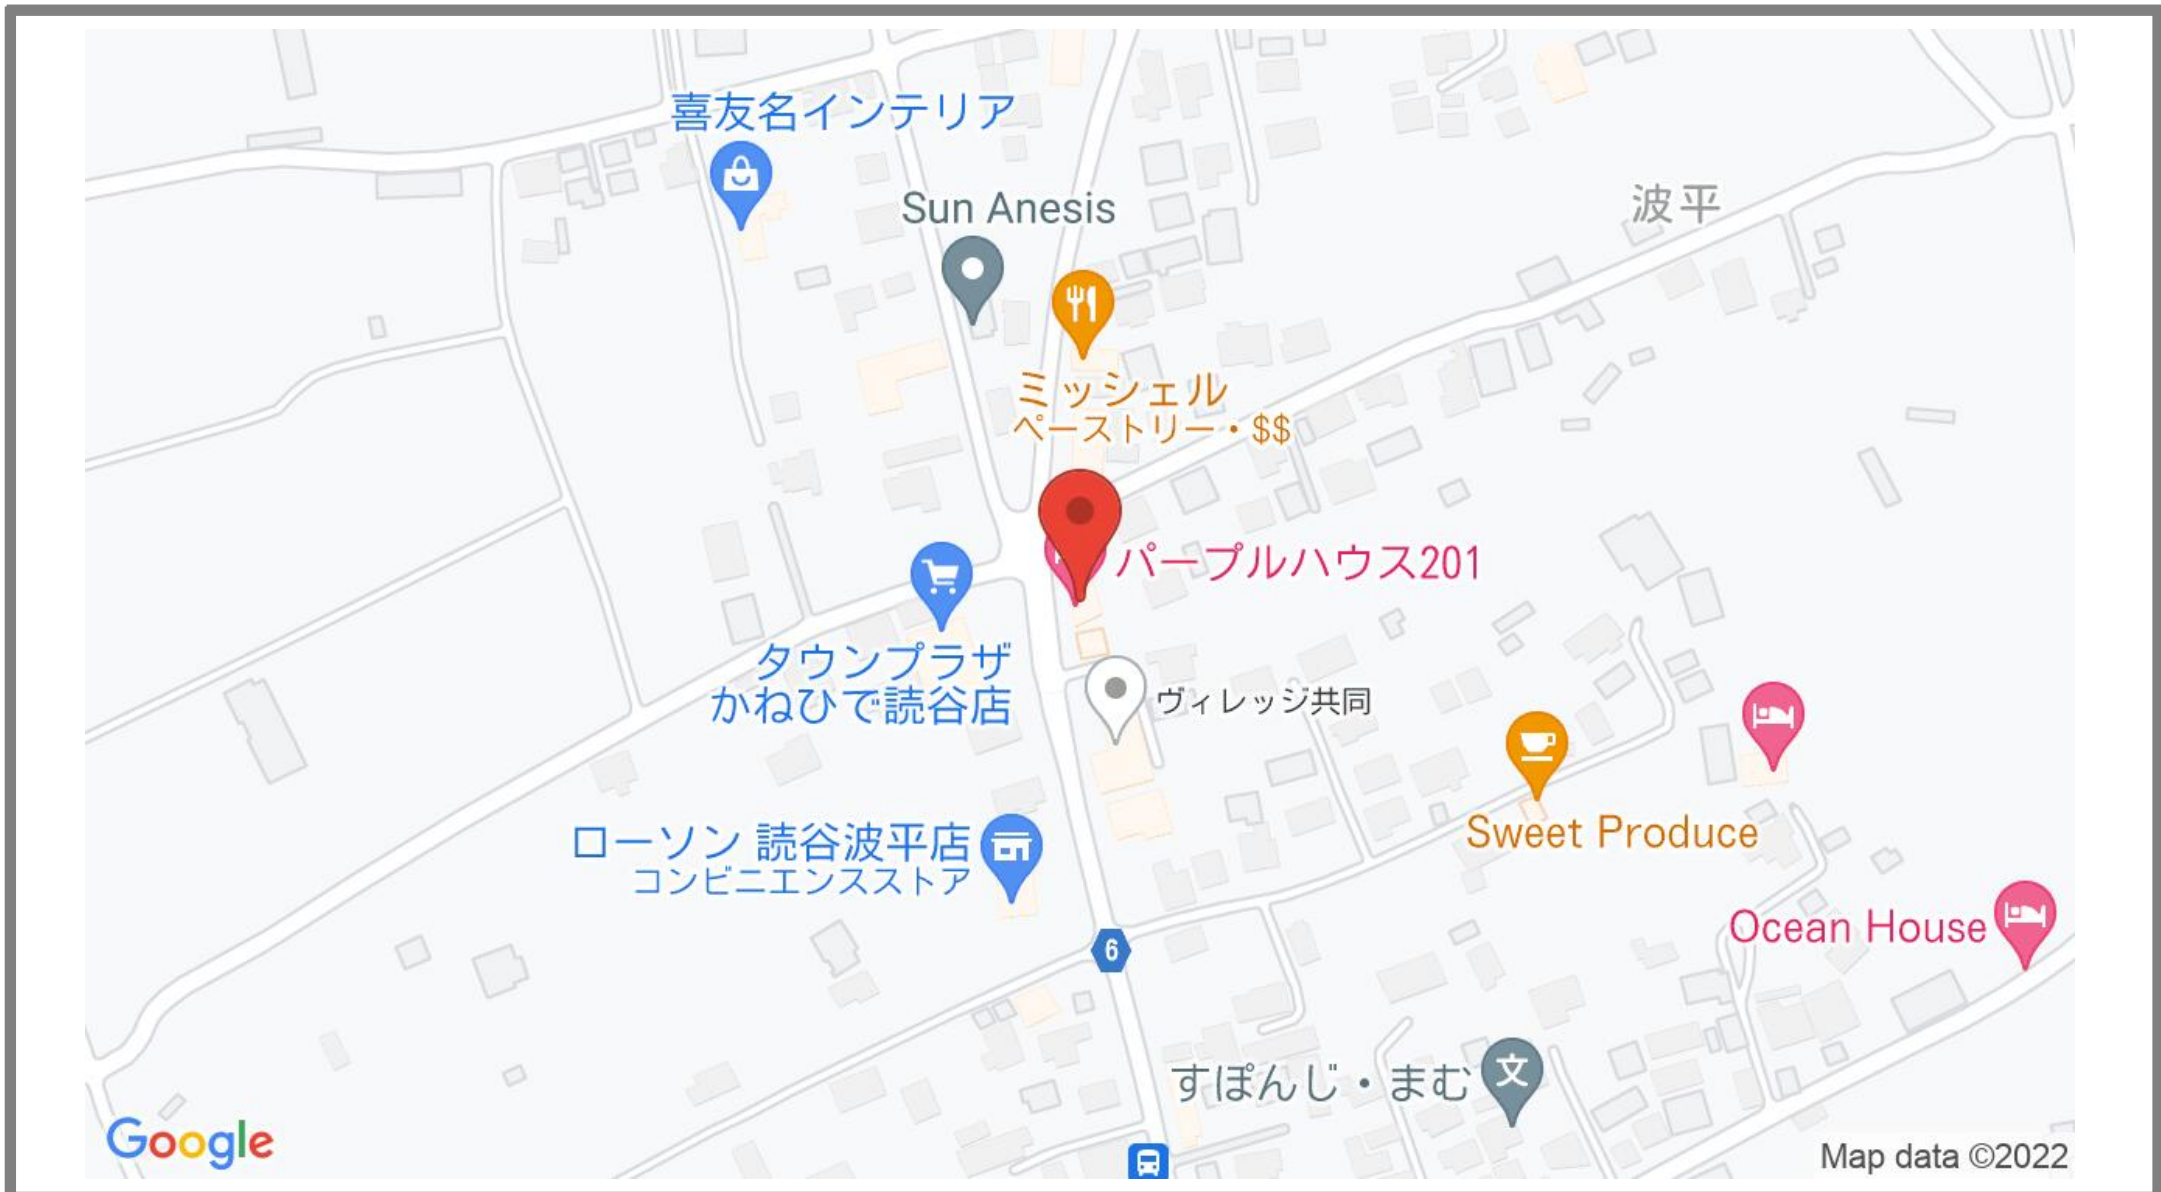 喜友名インテリア
Sun Anesis
波平
ミッシェル
ペーストリー・$$
パープルハウス201
タウンプラザ
かねひで読谷店
ヴィレッジ共同
ローソン 読谷波平店
コンビニエンスストア
Sweet Produce
Ocean House
6
すぽんじ・まむ
文
Google
Map data ©2022